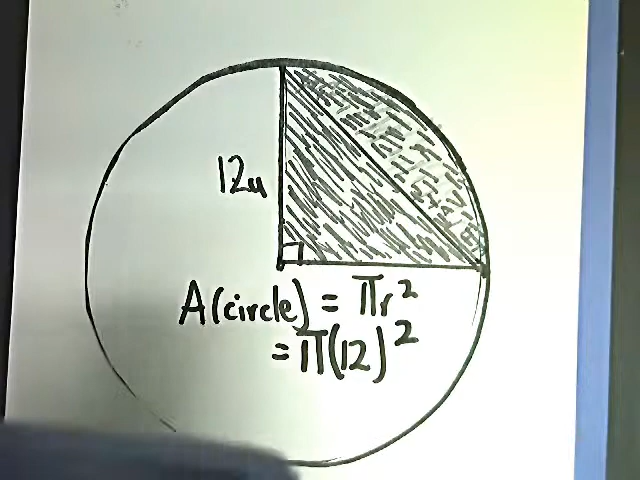 12u
A(circle) = πr²
= π(12)²